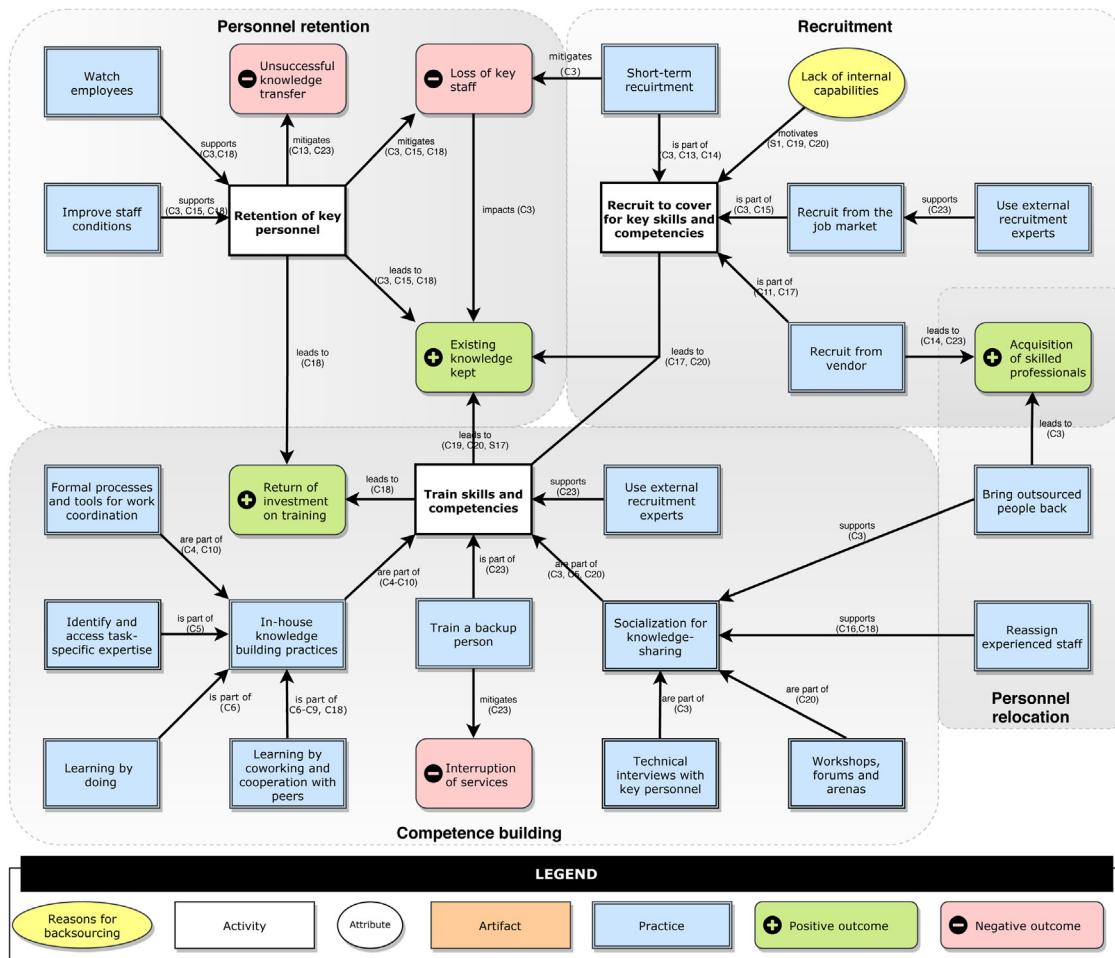 Personnel retention
Recruitment
Watch
employees
Unsuccessful
knowledge
transfer
Loss of key
staff
mitigates
(C3)
Short-term
recuirtment
Lack of internal
capabilities
supports
(C3,C18)
mitigates
(C13, C23)
mitigates
(C3, C15, C18)
is part of
(C3, C13, C14)
motivates
(S1, C19, C20)
Improve staff
conditions
supports
(C3, C15, C18)
Retention of key
personnel
impacts (C3)
Recruit to cover
for key skills and
competencies
is part of
(C3, C15)
Recruit from the
job market
supports
(C23)
Use external
recruitment
experts
leads to
(C3, C15, C18)
is part of
(C11, C17)
leads to
(C18)
Existing
knowledge
kept
leads to
(C17, C20)
Recruit from
vendor
leads to
(C14, C23)
Acquisition
of skilled
professionals
leads to
(C19, C20, S17)
leads to
(C3)
Formal processes
and tools for work
coordination
Return of
investment
on training
leads to
(C18)
Train skills and
competencies
supports
(C23)
Use external
recruitment
experts
Bring outsourced
people back
are part of
(C4, C10)
are part of
(C4-C10)
is part of
(C23)
are part of
(C3, C5, C20)
supports
(C3)
Identify and
access task-
specific expertise
is part of
(C5)
In-house
knowledge
building practices
Train a backup
person
Socialization for
knowledge-
sharing
supports
(C16,C18)
Reassign
experienced staff
is part of
(C6)
is part of
C6-C9, C18)
mitigates
(C23)
are part of
(C3)
are part of
(C20)
Personnel
relocation
Learning by
doing
Learning by
coworking and
cooperation with
peers
Interruption
of services
Technical
interviews with
key personnel
Workshops,
forums and
arenas
Competence building
LEGEND
Reasons for
backsourcing
Activity
Attribute
Artifact
Practice
Positive outcome
Negative outcome